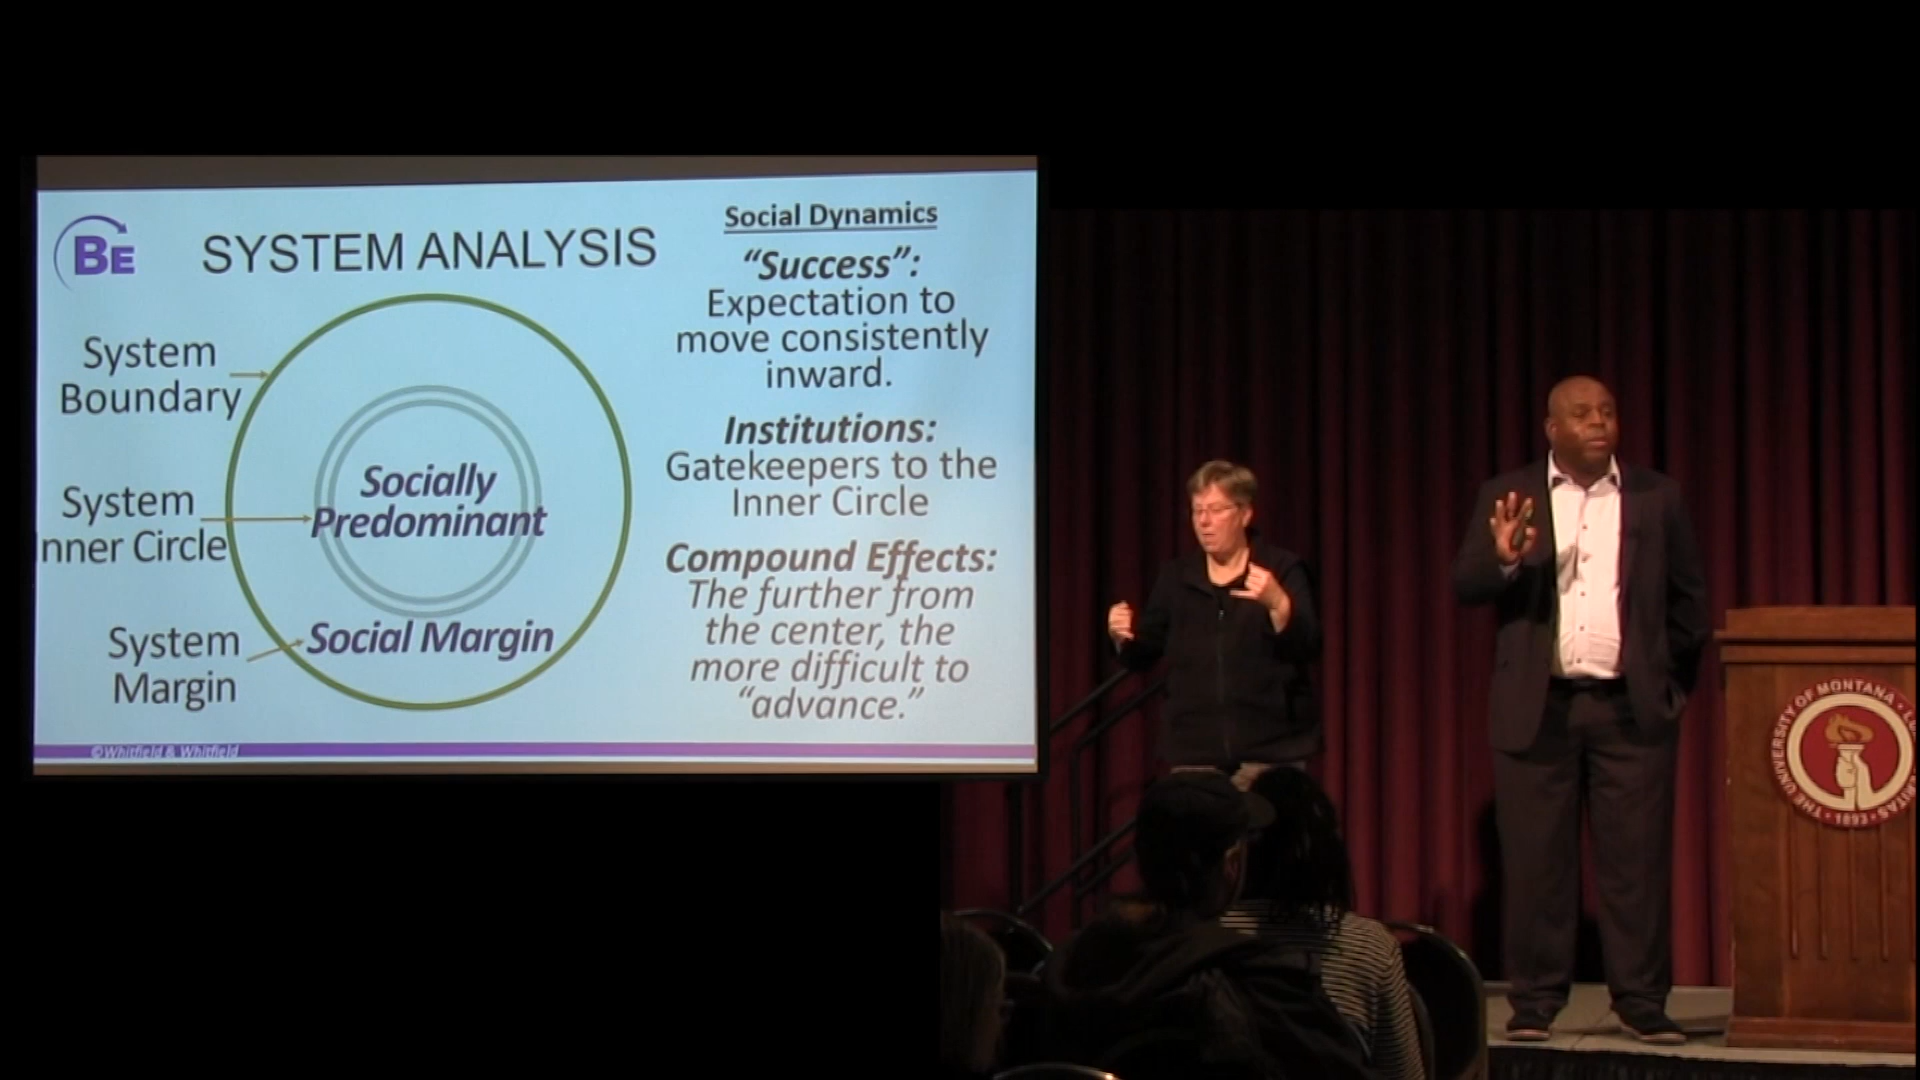 BE
SYSTEM ANALYSIS
System
Boundary
System
nner Circle
System
Margin
Socially
Predominant
Social Margin
Social Dynamics
“Success”:
Expectation to
move consistently
inward.
Institutions:
Gatekeepers to the
Inner Circle
Compound Effects:
The further from
the center, the
more difficult to
“advance.”
©Whitfield & Whitfield
THE UNIVERSITY OF MONTANA
1893